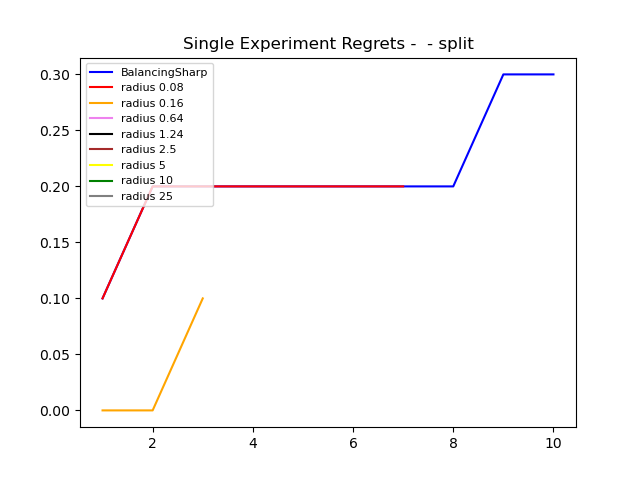 Single Experiment Regrets -  - split
0.30
0.25
0.20
0.15
0.10
0.05
0.00
BalancingSharp
radius 0.08
radius 0.16
radius 0.64
radius 1.24
radius 2.5
radius 5
radius 10
radius 25
2 4 6 8 10